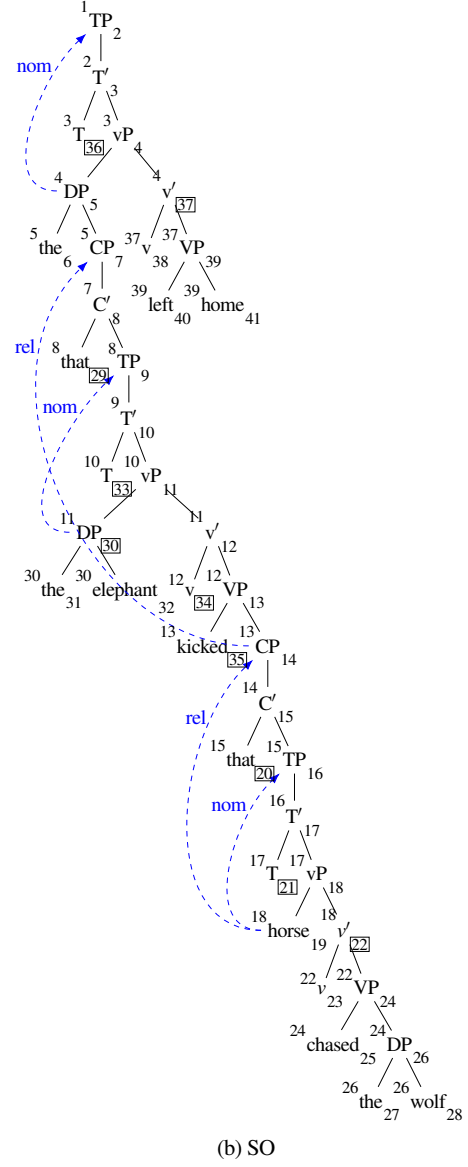 1 TP 2
nom
2 T′ 3
3 T 36 3 vP 4
4 DP 5 4 v′ 37
5 the 6 5 CP 7 37 v 38 37 VP 39
7 C′ 8 39 left 40 39 home 41
rel
8 that 29 8 TP 9
nom
9 T′ 10
10 T 33 10 vP 11
11 DP 30 11 v′ 12
30 the 31 30 elephant 32 12 v 34 12 VP 13
13 kicked 35 13 CP 14
14 C′ 15
rel
15 that 20 15 TP 16
nom
16 T′ 17
17 T 21 17 vP 18
18 horse 19 18 v′ 22
22 v 23 22 VP 24
24 chased 25 24 DP 26
26 the 27 26 wolf 28
(b) SO